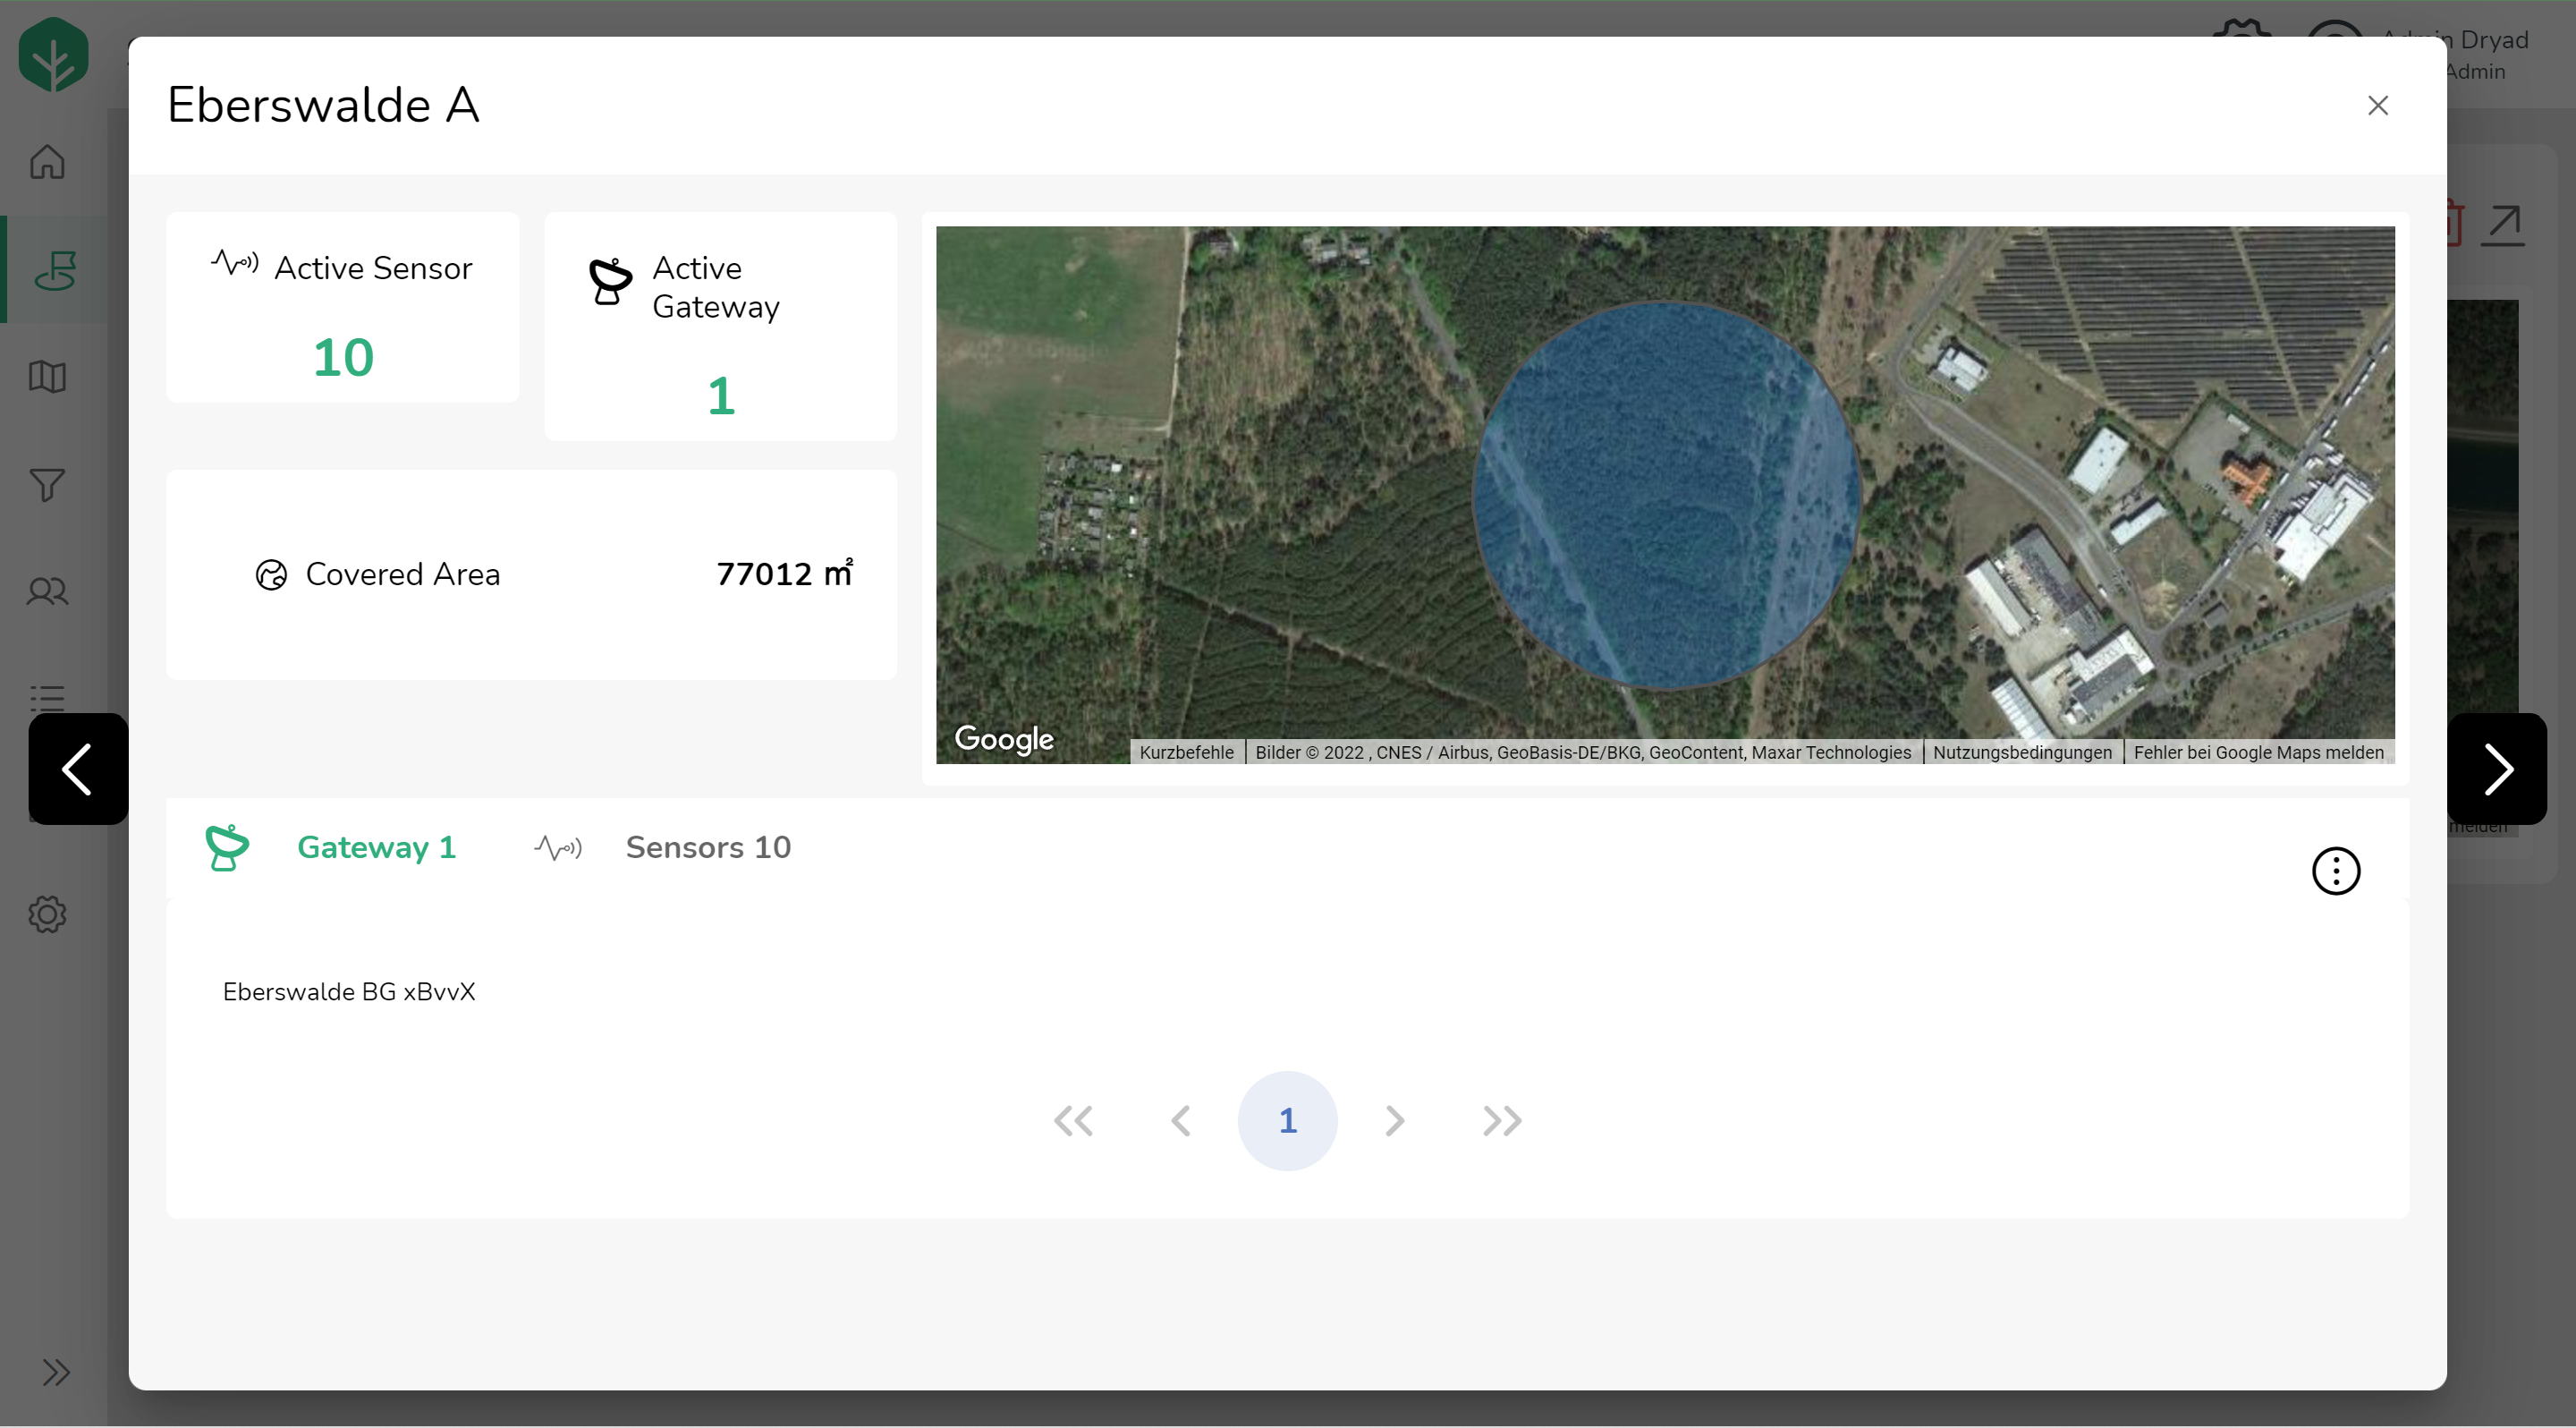 Dryad
Admin
Eberswalde A
Active Sensor
10
Active
Gateway
1
Covered Area
77012 m²
Google
Kurzbefehle
Bilder © 2022 , CNES / Airbus, GeoBasis-DE/BKG, GeoContent, Maxar Technologies
Nutzungsbedingungen
Fehler bei Google Maps melden
melden
Gateway 1
Sensors 10
Eberswalde BG xBvvX
1